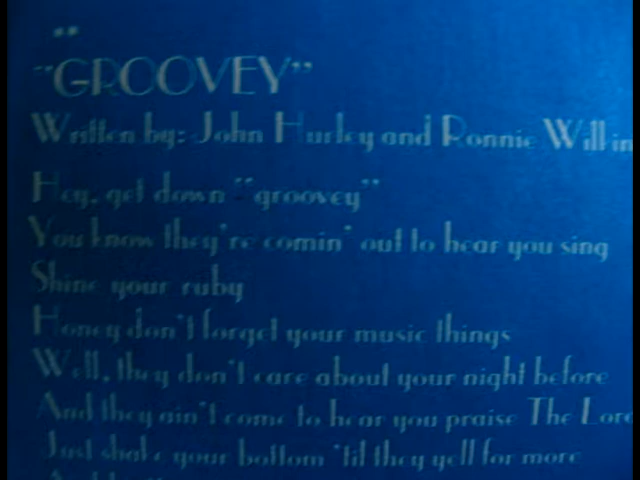 "GROOVEY"
Written by: John Hurley and Ronnie Will in
Hey, get down "groovey"
You know they're comin' out to hear you sing
Shine your ruby
Honey don't forget your music things
Well, they don't care about your night before
And they ain't come to hear you praise The Lor
Just shake your bottom 'til they yell for more